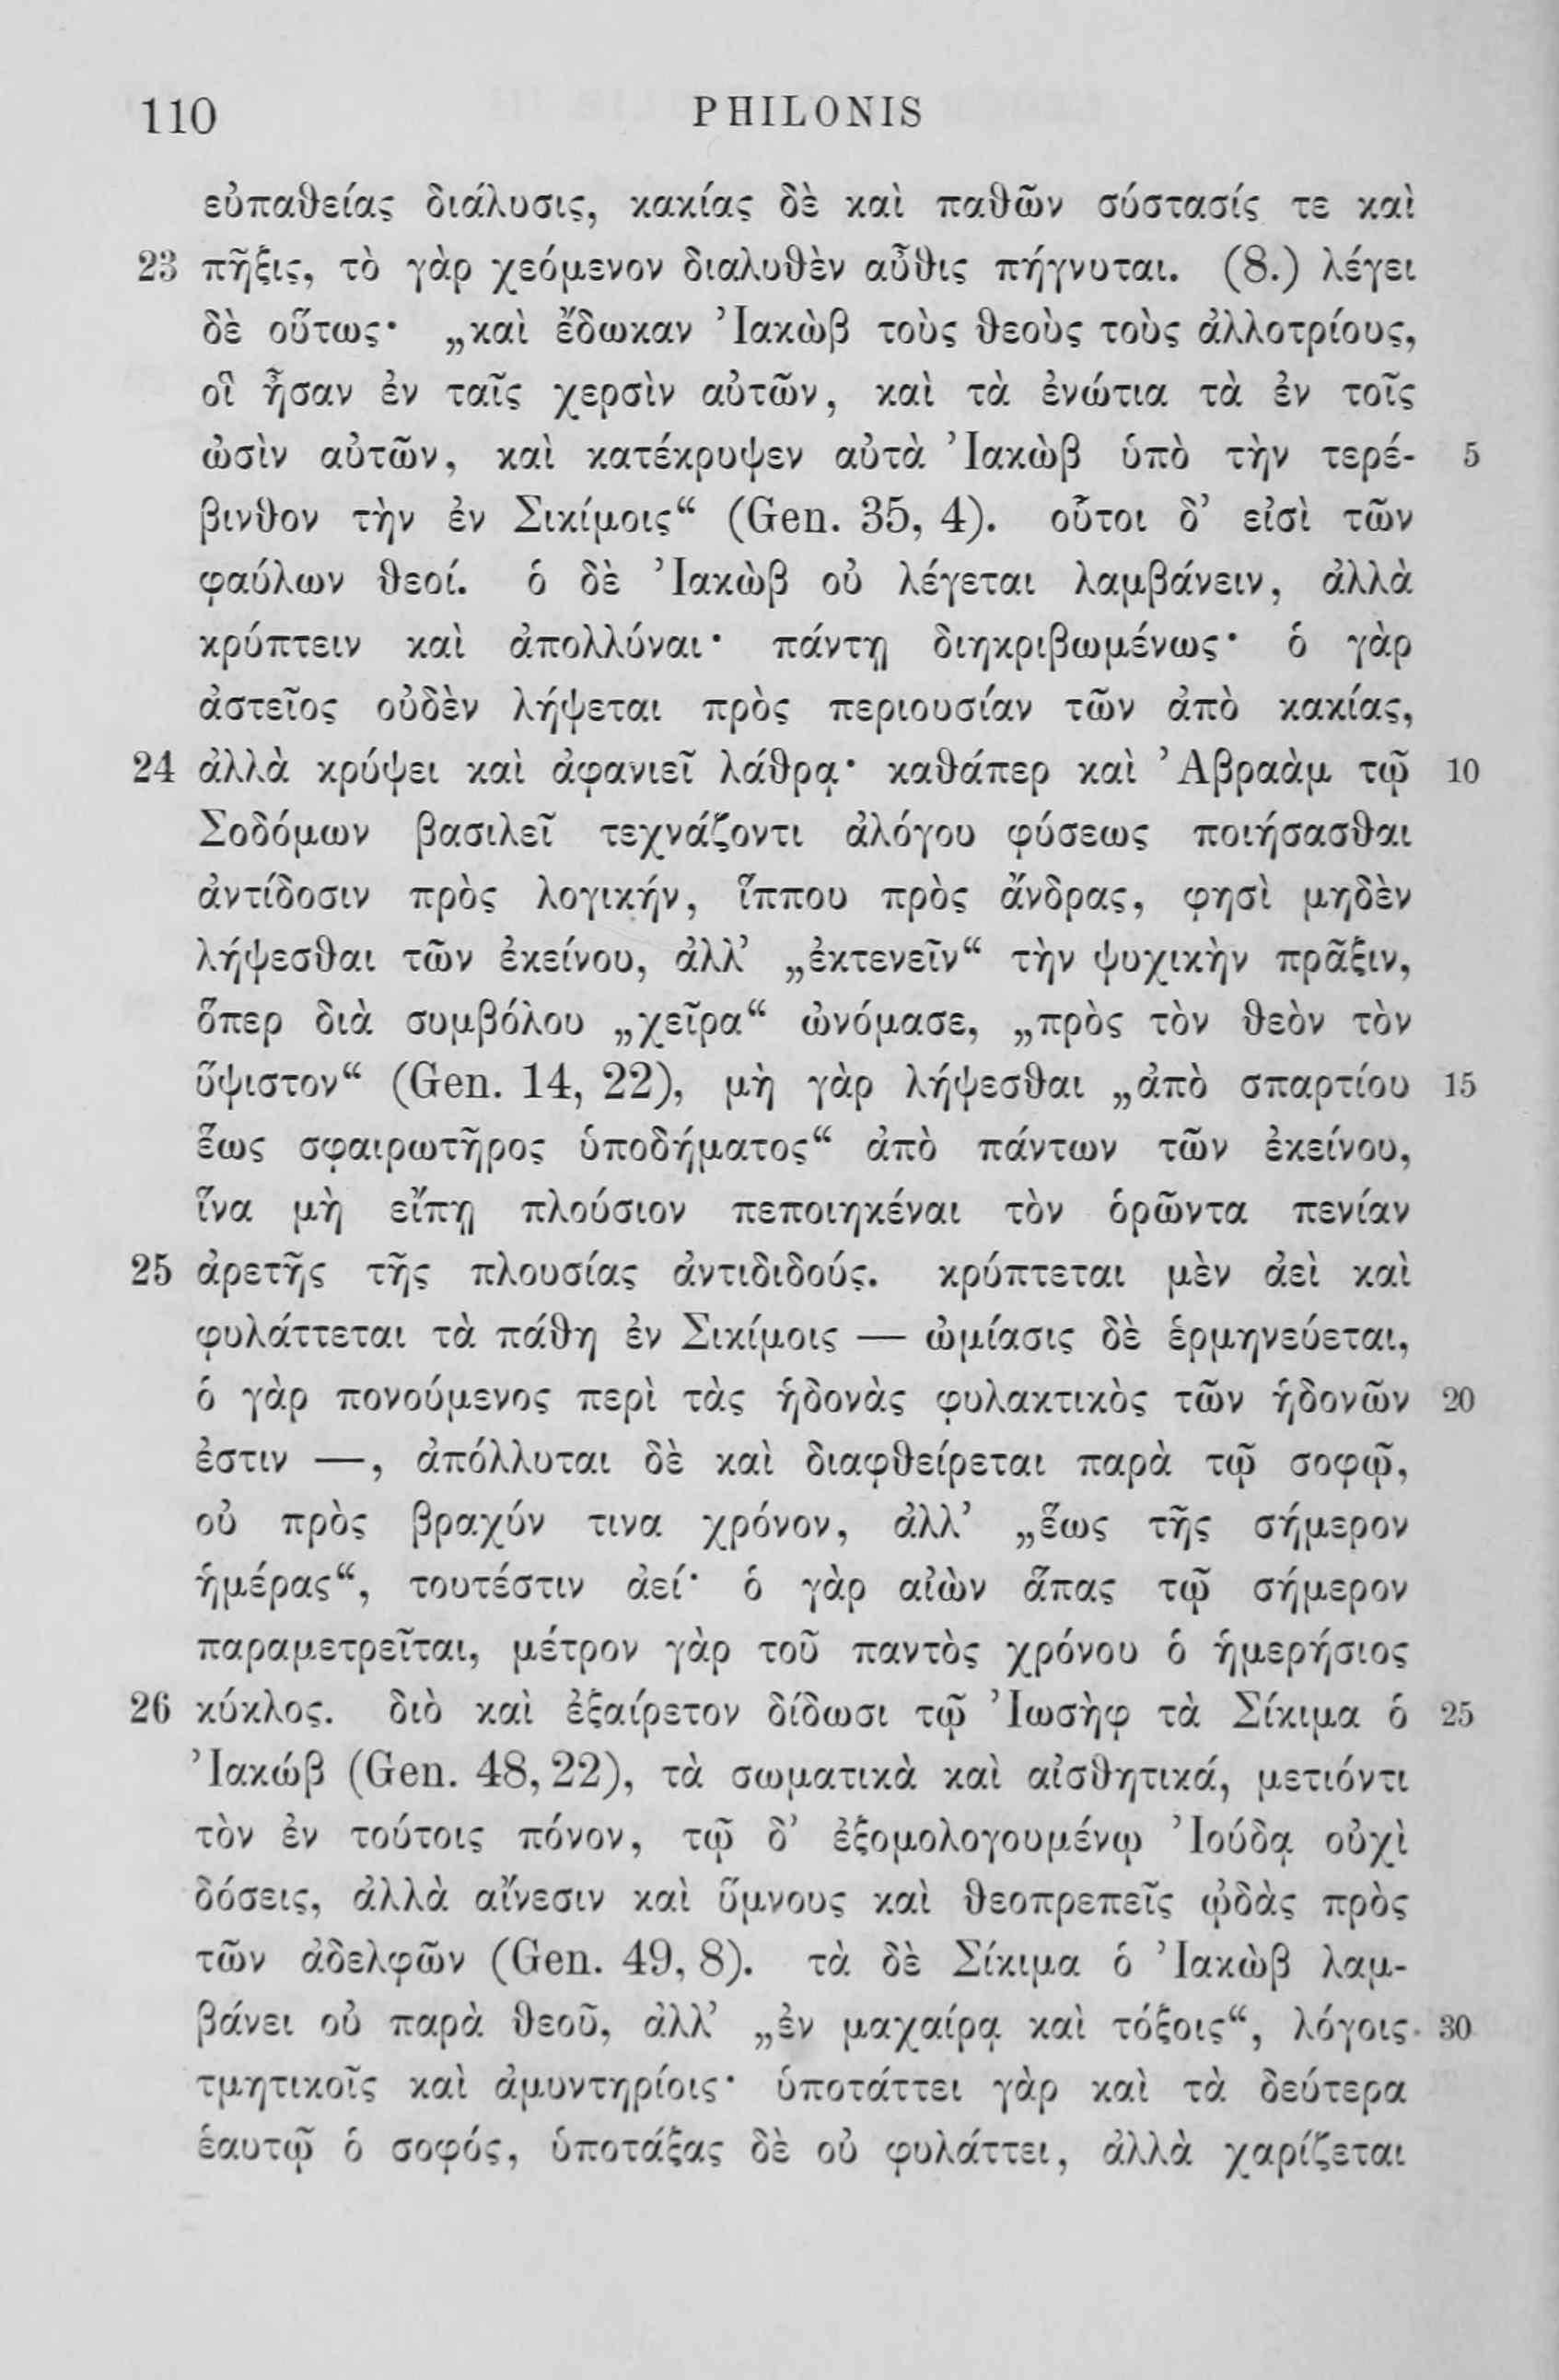 110 PHILONIS
εὐπαθείας διάλυσις, κακίας δὲ καὶ παθῶν σύστασίς τε καὶ
23 πῆξις, τὸ γὰρ χεόμενον διαλυθὲν αὖθις πήγνυται. (8.) λέγει
δὲ οὕτως· „καὶ ἔδωκαν Ἰακὼβ τοὺς θεοὺς τοὺς ἀλλοτρίους,
οἳ ἦσαν ἐν ταῖς χερσὶν αὐτῶν, καὶ τὰ ἐνώτια τὰ ἐν τοῖς
ὠσὶν αὐτῶν, καὶ κατέκρυψεν αὐτὰ Ἰακὼβ ὑπὸ τὴν τερέ- 5
βινθον τὴν ἐν Σικίμοις“ (Gen. 35, 4). οὗτοι δ’ εἰσὶ τῶν
φαύλων θεοί. ὁ δὲ Ἰακὼβ οὐ λέγεται λαμβάνειν, ἀλλὰ
κρύπτειν καὶ ἀπολλύναι· πάντῃ διηκριβωμένως· ὁ γὰρ
ἀστεῖος οὐδὲν λήψεται πρὸς περιουσίαν τῶν ἀπὸ κακίας,
24 ἀλλὰ κρύψει καὶ ἀφανιεῖ λάθρᾳ· καθάπερ καὶ Ἀβραὰμ τῷ 10
Σοδόμων βασιλεῖ τεχνάζοντι ἀλόγου φύσεως ποιήσασθαι
ἀντίδοσιν πρὸς λογικήν, ἵππου πρὸς ἄνδρας, φησὶ μηδὲν
λήψεσθαι τῶν ἐκείνου, ἀλλ’ „ἐκτενεῖν“ τὴν ψυχικὴν πρᾶξιν,
ὅπερ διὰ συμβόλου „χεῖρα“ ὠνόμασε, „πρὸς τὸν θεὸν τὸν
ὕψιστον“ (Gen. 14, 22), μὴ γὰρ λήψεσθαι „ἀπὸ σπαρτίου 15
ἕως σφαιρωτῆρος ὑποδήματος“ ἀπὸ πάντων τῶν ἐκείνου,
ἵνα μὴ εἴπῃ πλούσιον πεποιηκέναι τὸν ὁρῶντα πενίαν
25 ἀρετῆς τῆς πλουσίας ἀντιδιδούς. κρύπτεται μὲν ἀεὶ καὶ
φυλάττεται τὰ πάθη ἐν Σικίμοις — ὠμίασις δὲ ἑρμηνεύεται,
ὁ γὰρ πονούμενος περὶ τὰς ἡδονὰς φυλακτικὸς τῶν ἡδονῶν 20
ἐστιν —, ἀπόλλυται δὲ καὶ διαφθείρεται παρὰ τῷ σοφῷ,
οὐ πρὸς βραχύν τινα χρόνον, ἀλλ’ „ἕως τῆς σήμερον
ἡμέρας“, τουτέστιν ἀεί· ὁ γὰρ αἰὼν ἅπας τῷ σήμερον
παραμετρεῖται, μέτρον γὰρ τοῦ παντὸς χρόνου ὁ ἡμερήσιος
26 κύκλος. διὸ καὶ ἐξαίρετον δίδωσι τῷ Ἰωσὴφ τὰ Σίκιμα ὁ 25
Ἰακώβ (Gen. 48, 22), τὰ σωματικὰ καὶ αἰσθητικά, μετιόντι
τὸν ἐν τούτοις πόνον, τῷ δ’ ἐξομολογουμένῳ Ἰούδᾳ οὐχὶ
δόσεις, ἀλλὰ αἴνεσιν καὶ ὕμνους καὶ θεοπρεπεῖς ᾠδὰς πρὸς
τῶν ἀδελφῶν (Gen. 49, 8). τὰ δὲ Σίκιμα ὁ Ἰακὼβ λαμ-
βάνει οὐ παρὰ θεοῦ, ἀλλ’ „ἐν μαχαίρᾳ καὶ τόξοις“, λόγοις 30
τμητικοῖς καὶ ἀμυντηρίοις· ὑποτάττει γὰρ καὶ τὰ δεύτερα
ἑαυτῷ ὁ σοφός, ὑποτάξας δὲ οὐ φυλάττει, ἀλλὰ χαρίζεται